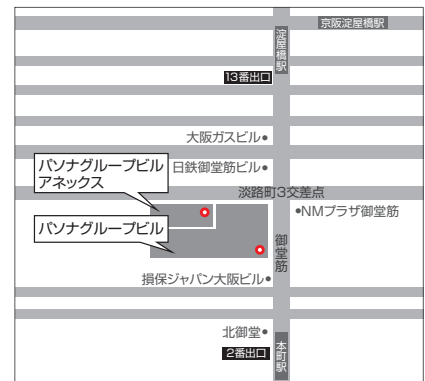 京阪淀屋橋駅
淀屋橋駅
13番出口
大阪ガスビル●
パソナグループビル
アネックス
日鉄御堂筋ビル●
淡路町3交差点
●NMプラザ御堂筋
パソナグループビル
御堂筋
損保ジャパン大阪ビル●
北御堂●
2番出口
本町駅